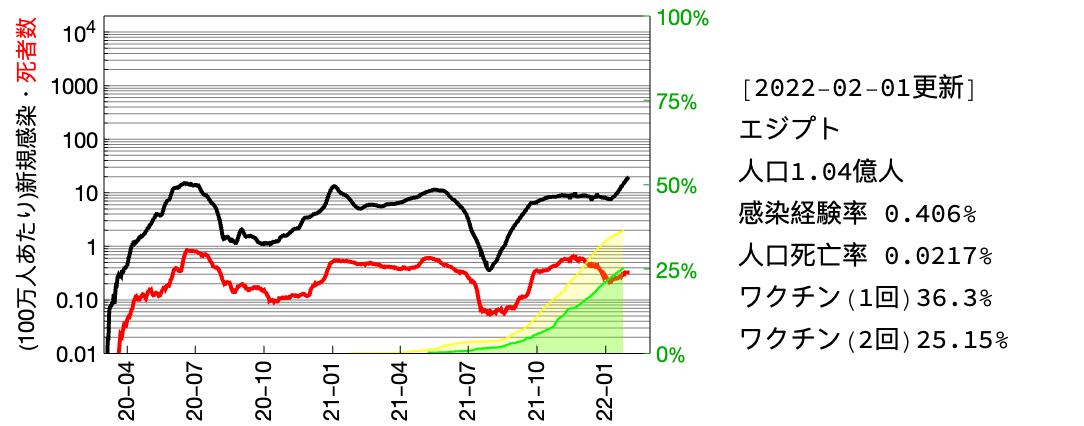 (100万人あたり)新規感染・死者数
10^4
1000
100
10
1
0.10
0.01
100%
75%
50%
25%
0%
20-04
20-07
20-10
21-01
21-04
21-07
21-10
22-01
[2022-02-01更新]
エジプト
人口1.04億人
感染経験率 0.406%
人口死亡率 0.0217%
ワクチン(1回)36.3%
ワクチン(2回)25.15%